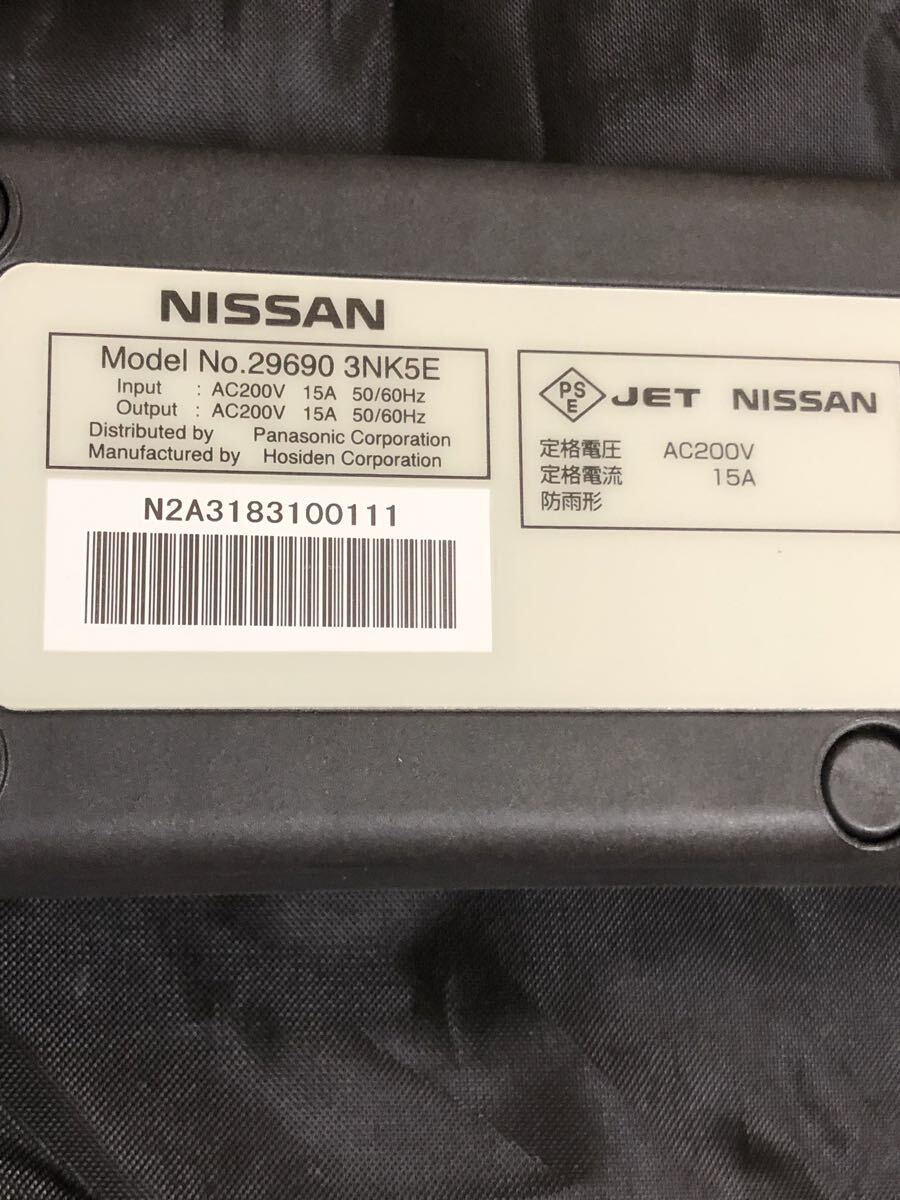 NISSAN
Model No.29690 3NK5E
Input : AC200V 15A 50/60Hz
Output : AC200V 15A 50/60Hz
Distributed by Panasonic Corporation
Manufactured by Hosiden Corporation
N2A3183100111
PS
E
JET NISSAN
定格電圧 AC200V
定格電流 15A
防雨形